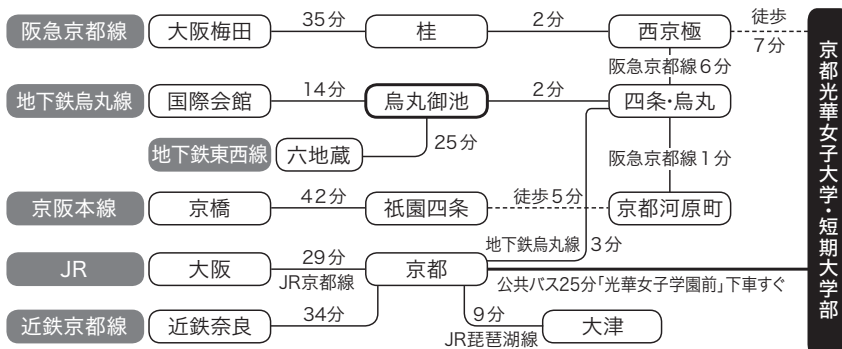 阪急京都線 大阪梅田 35分 桂 2分 西京極 徒歩 7分
阪急京都線6分
地下鉄烏丸線 国際会館 14分 烏丸御池 2分 四条・烏丸
地下鉄東西線 六地蔵 25分
阪急京都線1分
京阪本線 京橋 42分 祇園四条 徒歩5分 京都河原町
地下鉄烏丸線 3分
JR 大阪 29分 JR京都線 京都 公共バス25分「光華女子学園前」下車すぐ
近鉄京都線 近鉄奈良 34分 9分 JR琵琶湖線 大津
京都光華女子大学・短期大学部